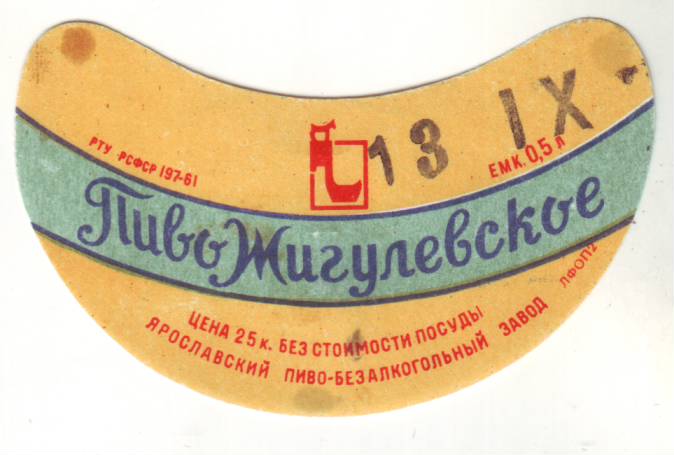 13 IX
РТУ РСФСР 197-61
ЕМК. 0,5 л
Пиво Жигулевское
ЦЕНА 25 к. БЕЗ СТОИМОСТИ ПОСУДЫ
ЯРОСЛАВСКИЙ ПИВО-БЕЗАЛКОГОЛЬНЫЙ ЗАВОД
ЛФОП2